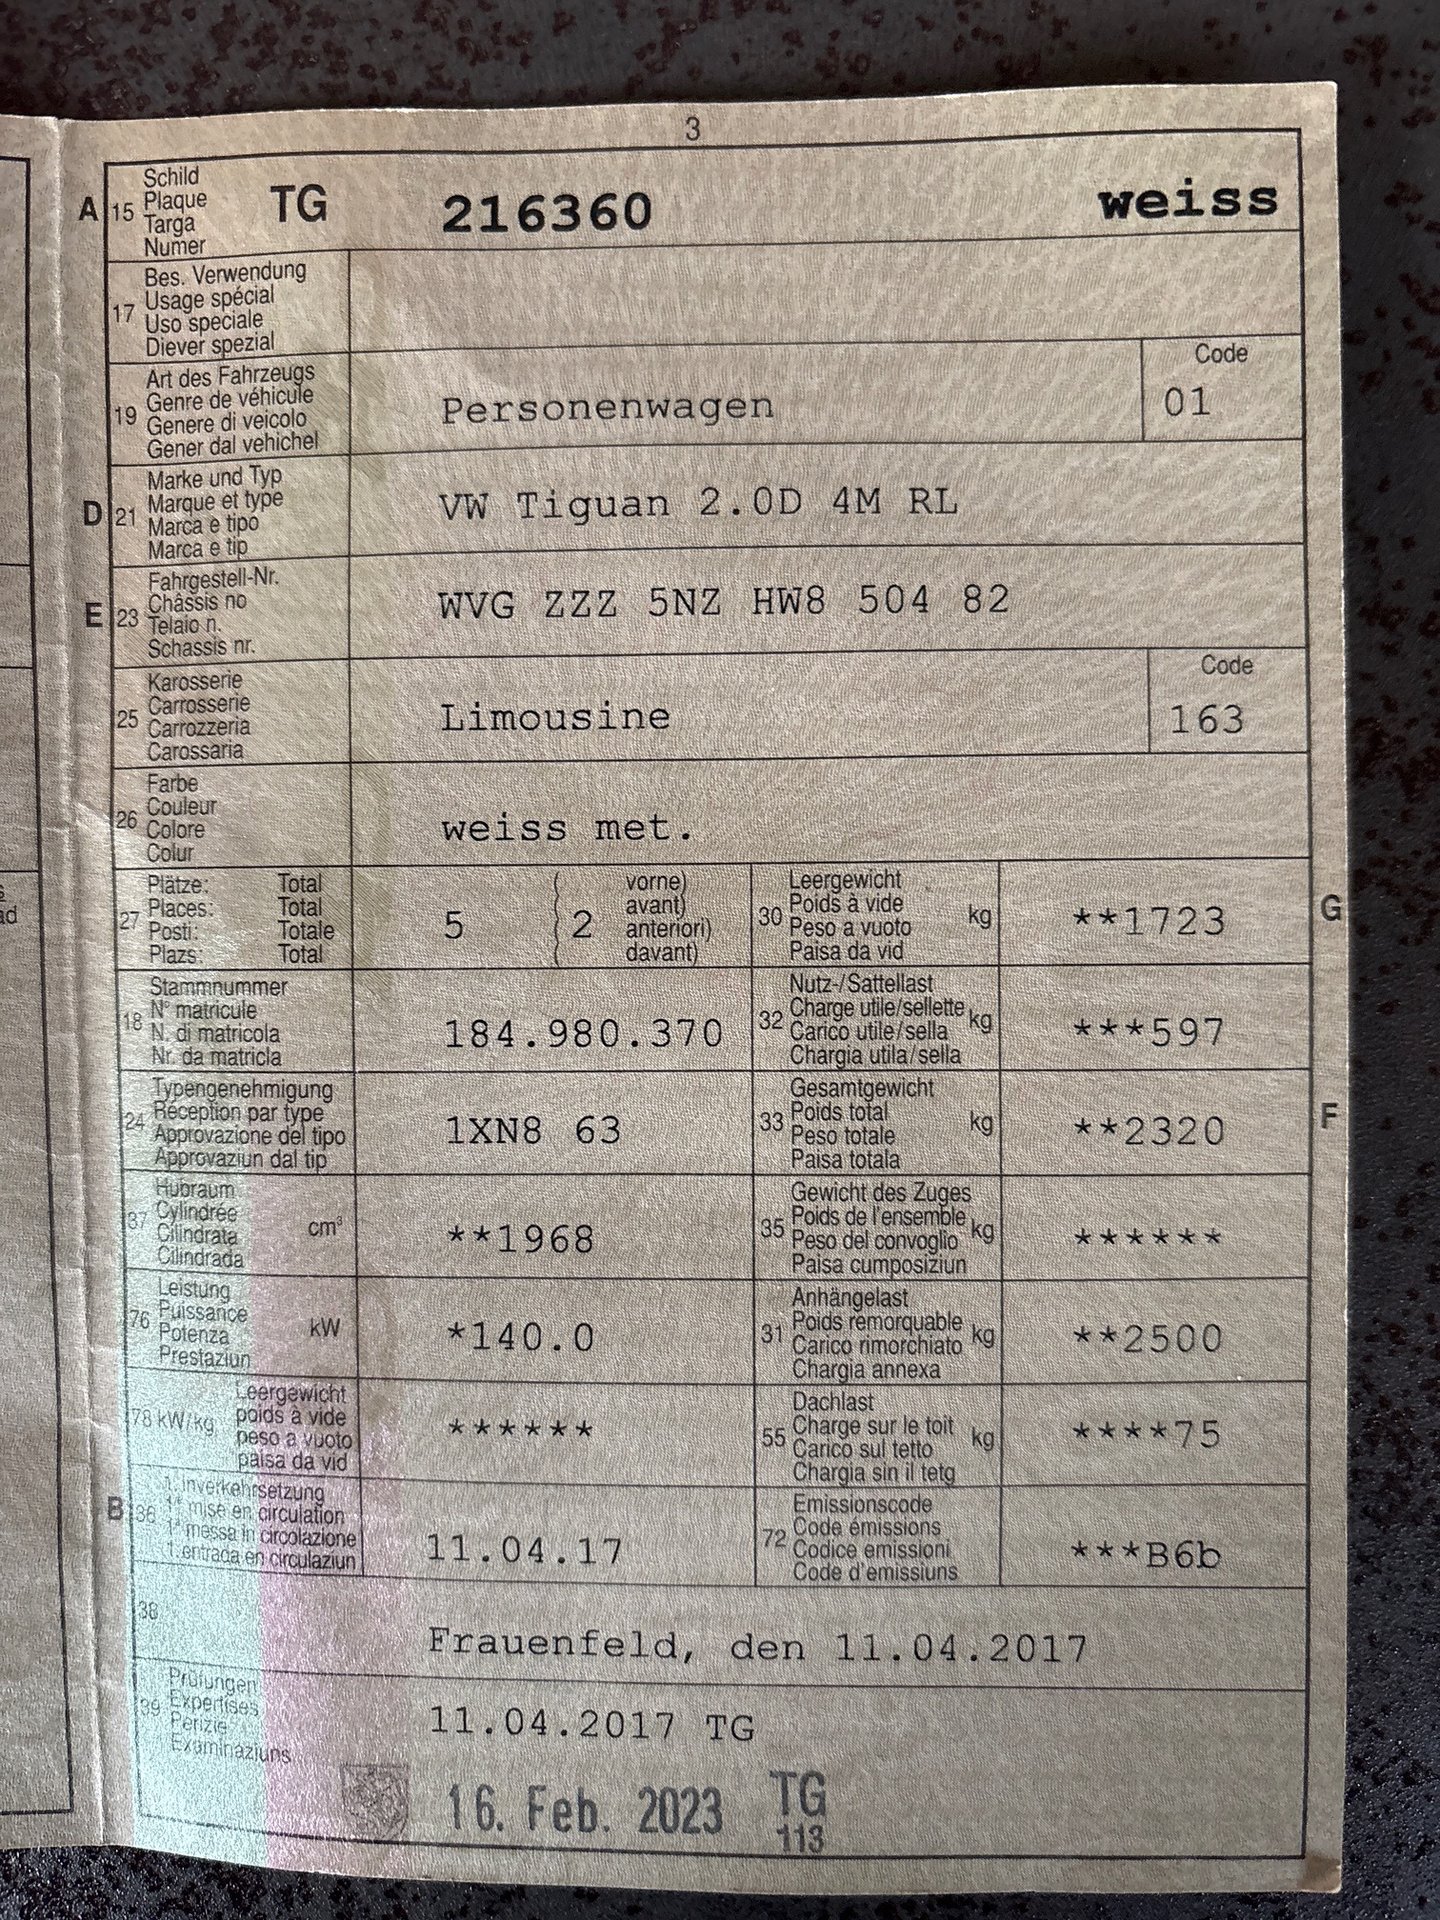 3
A 15 Schild Plaque Targa Numer TG 216360 weiss
17 Bes. Verwendung
Usage spécial
Uso speciale
Diever spezial
19 Art des Fahrzeugs
Genre de véhicule
Genere di veicolo
Gener dal vehichel
Personenwagen
Code
01
D 21 Marke und Typ
Marque et type
Marca e tipo
Marca e tip
VW Tiguan 2.0D 4M RL
E 23 Fahrgestell-Nr.
Châssis no
Telaio n.
Schassis nr.
WVG ZZZ 5NZ HW8 504 82
25 Karosserie
Carrosserie
Carrozzeria
Carossaria
Limousine
Code
163
26 Farbe
Couleur
Colore
Colur
weiss met.
27 Plätze: Total
Places: Total
Posti: Totale
Plazs: Total
5 ( 2 vorne)
avant)
anteriori)
davant)
30 Leergewicht
Poids à vide
Peso a vuoto
Paisa da vid
kg **1723 G
18 Stammnummer
N° matricule
N. di matricola
Nr. da matricla
184.980.370
32 Nutz-/Sattellast
Charge utile/sellette
Carico utile/sella
Chargia utila/sella
kg ***597
24 Typengenehmigung
Réception par type
Approvazione del tipo
Approvaziun dal tip
1XN8 63
33 Gesamtgewicht
Poids total
Peso totale
Paisa totala
kg **2320 F
37 Hubraum
Cylindrée
Cilindrata
Cilindrada
cm³ **1968
35 Gewicht des Zuges
Poids de l'ensemble
Peso del convoglio
Paisa cumposiziun
kg ******
76 Leistung
Puissance
Potenza
Prestaziun
kW *140.0
31 Anhängelast
Poids remorquable
Carico rimorchiato
Chargia annexa
kg **2500
78 kW/kg Leergewicht
poids à vide
peso a vuoto
paisa da vid
******
55 Dachlast
Charge sur le toit
Carico sul tetto
Chargia sin il tetg
kg ****75
B 36 1. Inverkehrsetzung
1re mise en circulation
1a messa in circolazione
1. entrada en circulaziun
11.04.17
72 Emissionscode
Code émissions
Codice emissioni
Code d'emissiuns
***B6b
38
Frauenfeld, den 11.04.2017
39 Prüfungen
Expertises
Perizie
Examinaziuns
11.04.2017 TG
16. Feb. 2023 TG
113